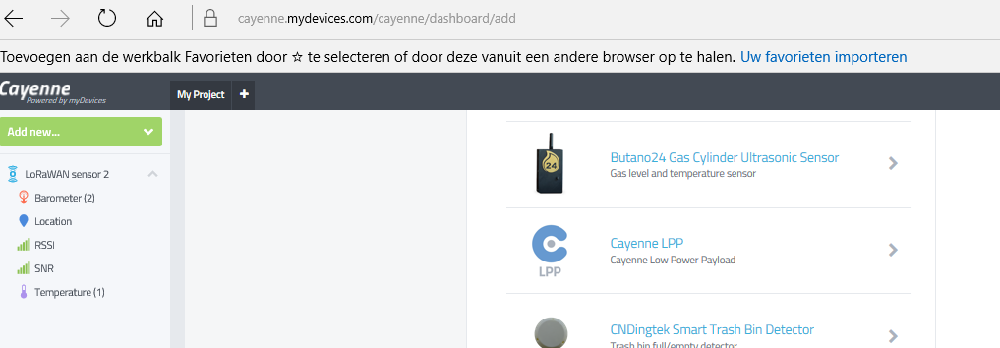 cayenne.mydevices.com/cayenne/dashboard/add
Toevoegen aan de werkbalk Favorieten door ☆ te selecteren of door deze vanuit een andere browser op te halen. Uw favorieten importeren
Cayenne
Powered by myDevices
My Project
+
Add new...
LoRaWAN sensor 2
Barometer (2)
Location
RSSI
SNR
Temperature (1)
24
Butano24 Gas Cylinder Ultrasonic Sensor
Gas level and temperature sensor
LPP
Cayenne LPP
Cayenne Low Power Payload
CNDingtek Smart Trash Bin Detector
Trash bin full/empty detector